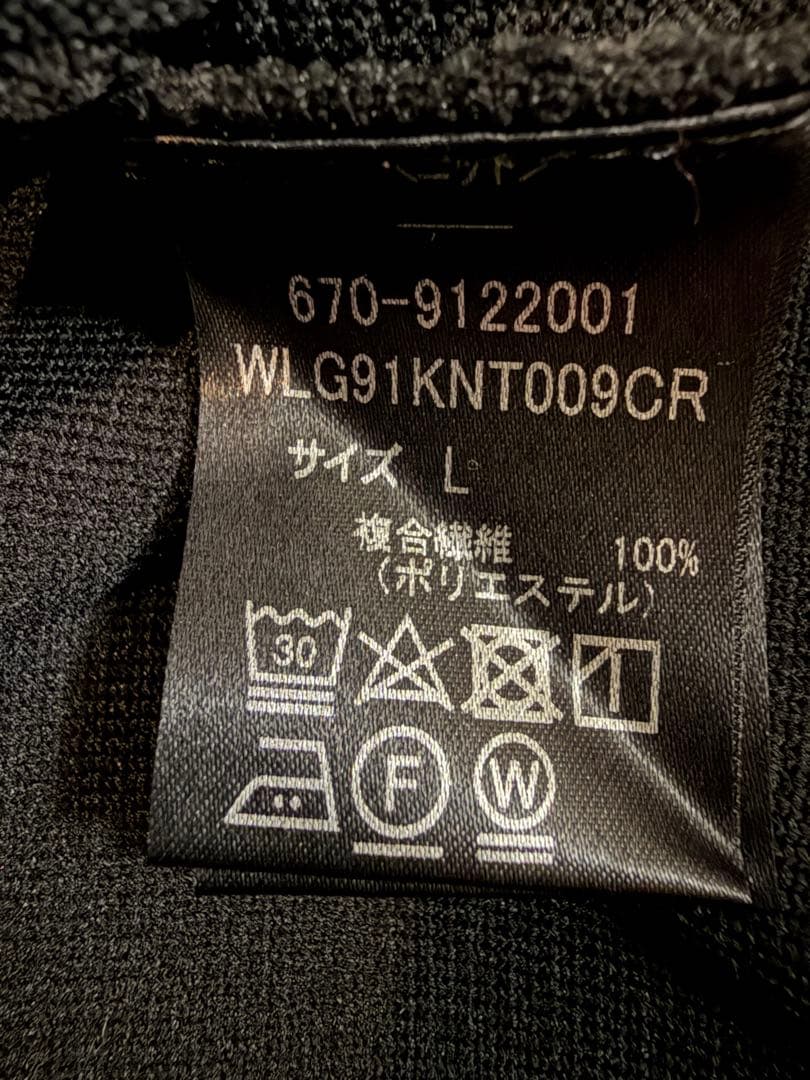 670-9122001
WLG91KNT009CR
サイズ L
複合繊維 100%
(ポリエステル)
30
F
W